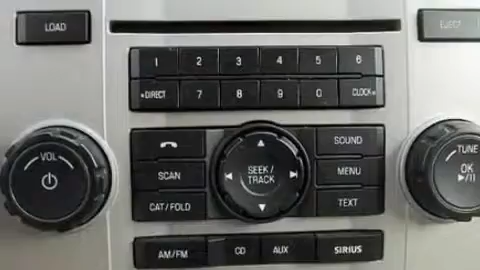 LOAD EJECT
1 2 3 4 5 6
*DIRECT 7 8 9 0 CLOCK*
VOL SOUND TUNE
SCAN SEEK/ MENU OK
TRACK ►/II
CAT/FOLD TEXT
AM/FM CD AUX SIRIUS